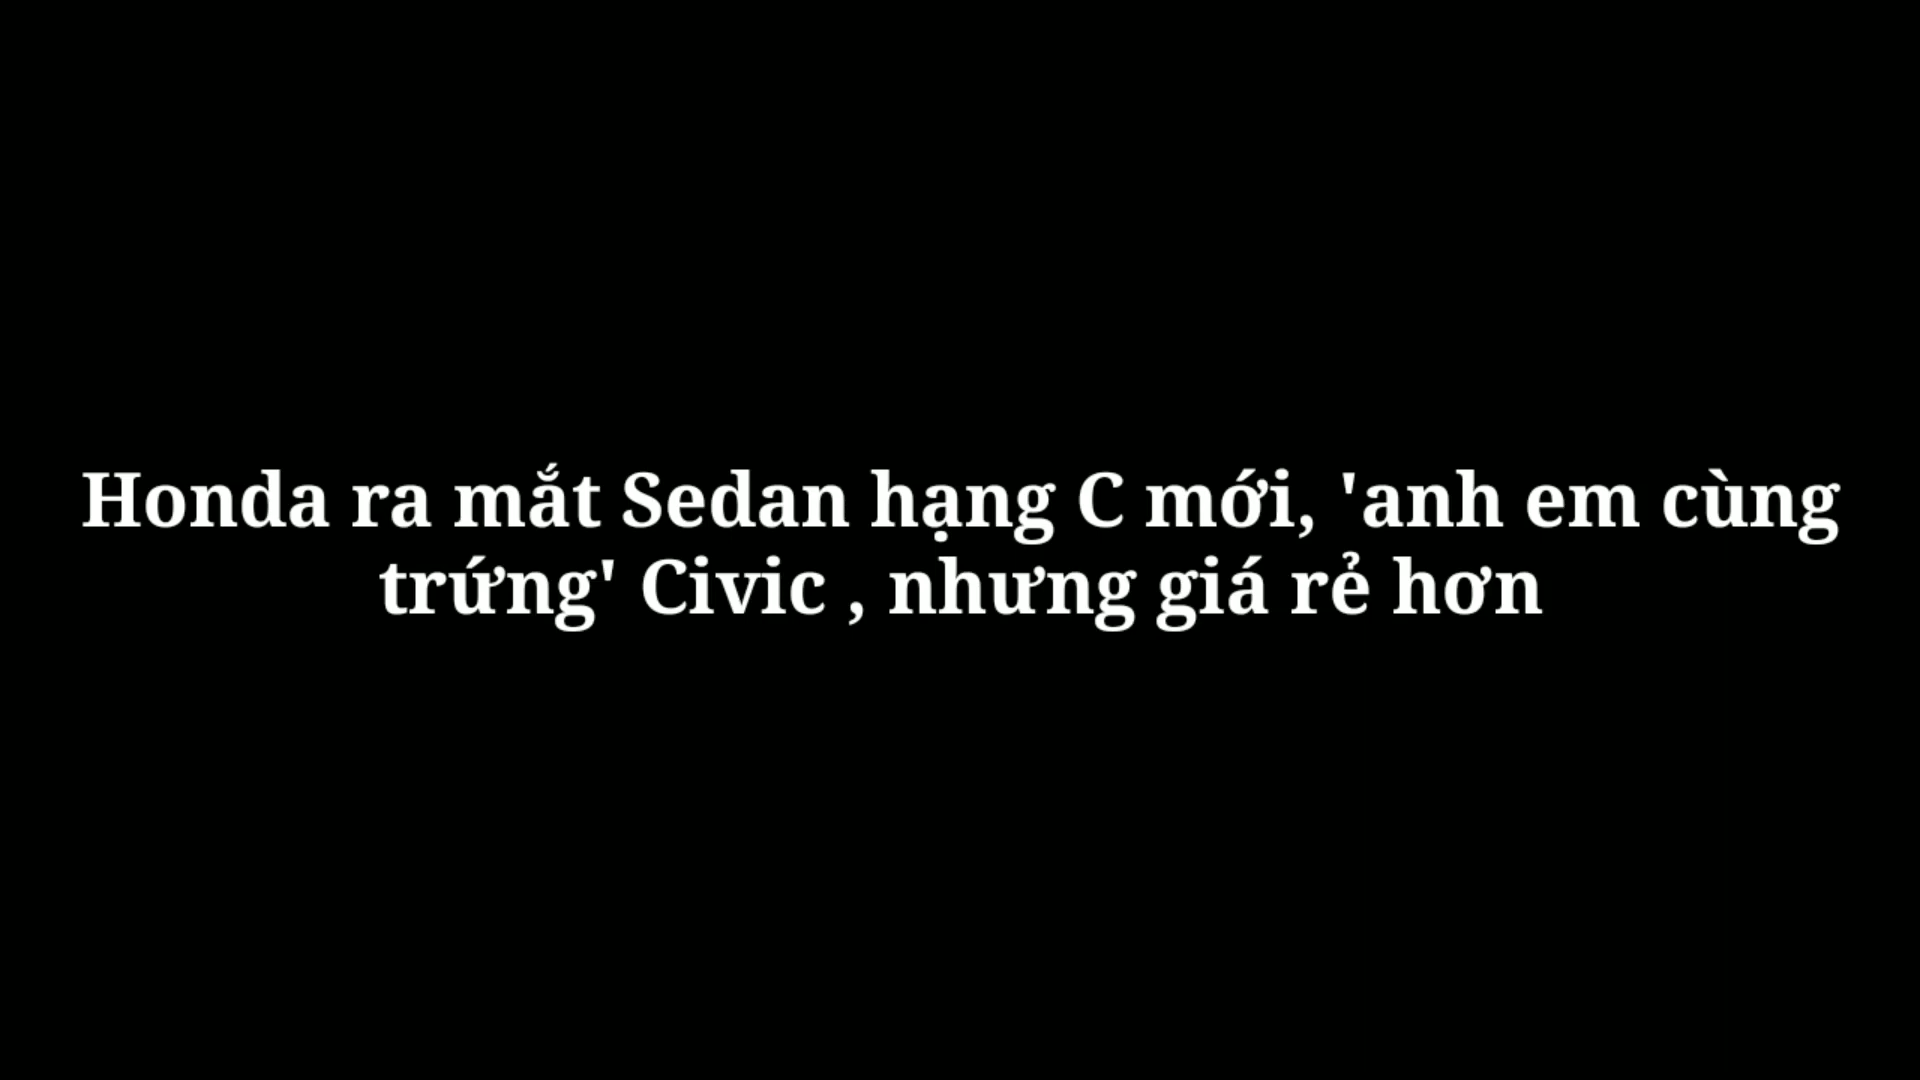 Honda ra mắt Sedan hạng C mới, 'anh em cùng
trứng' Civic , nhưng giá rẻ hơn